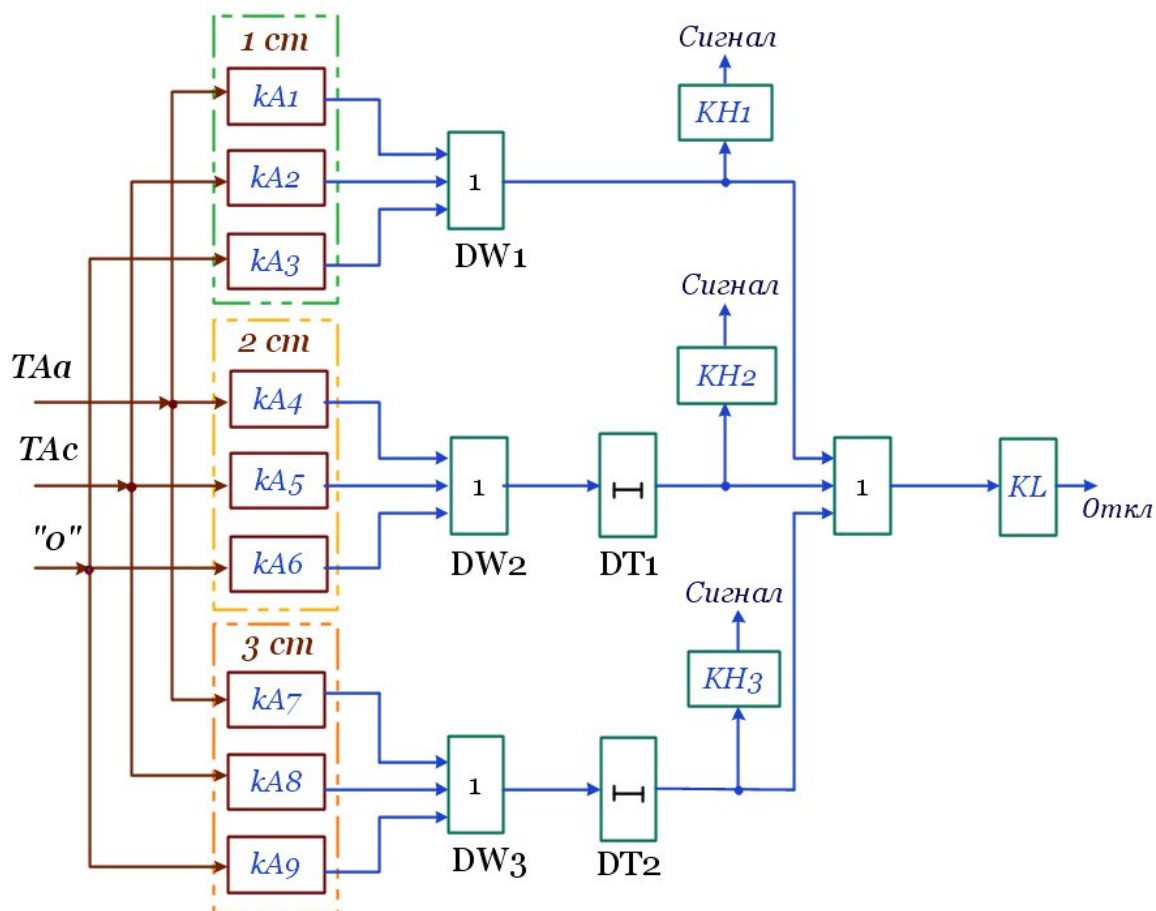 1 ст
kA1
kA2
kA3
1
DW1
KH1
Сигнал
TAa
TAc
"0"
2 ст
kA4
kA5
kA6
1
DW2
DT1
KH2
Сигнал
1
KL
Откл
3 ст
kA7
kA8
kA9
1
DW3
DT2
KH3
Сигнал